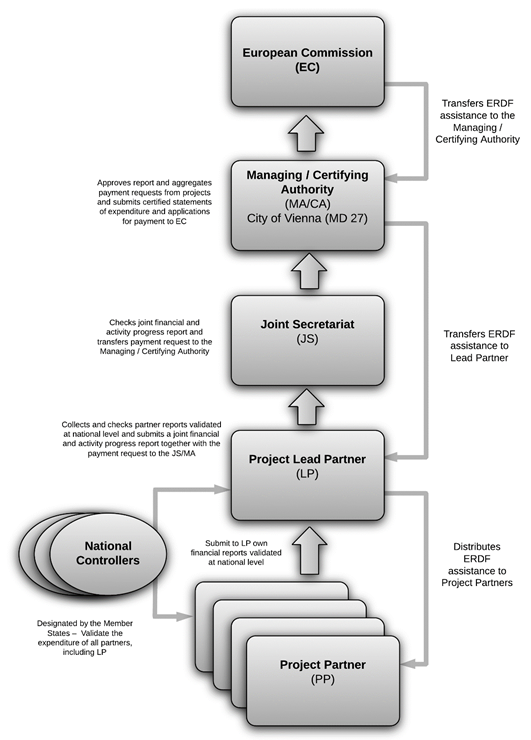 European Commission
(EC)
Transfers ERDF
assistance to the
Managing /
Certifying Authority
Managing / Certifying
Authority
(MA/CA)
City of Vienna (MD 27)
Approves report and aggregates
payment requests from projects
and submits certified statements
of expenditure and applications
for payment to EC
Joint Secretariat
(JS)
Checks joint financial and
activity progress report and
transfers payment request to the
Managing / Certifying Authority
Transfers ERDF
assistance to
Lead Partner
Collects and checks partner reports validated
at national level and submits a joint financial
and activity progress report together with the
payment request to the JS/MA
Project Lead Partner
(LP)
National
Controllers
Submit to LP own
financial reports validated
at national level
Distributes
ERDF
assistance to
Project Partners
Designated by the Member
States – Validate the
expenditure of all partners,
including LP
Project Partner
(PP)